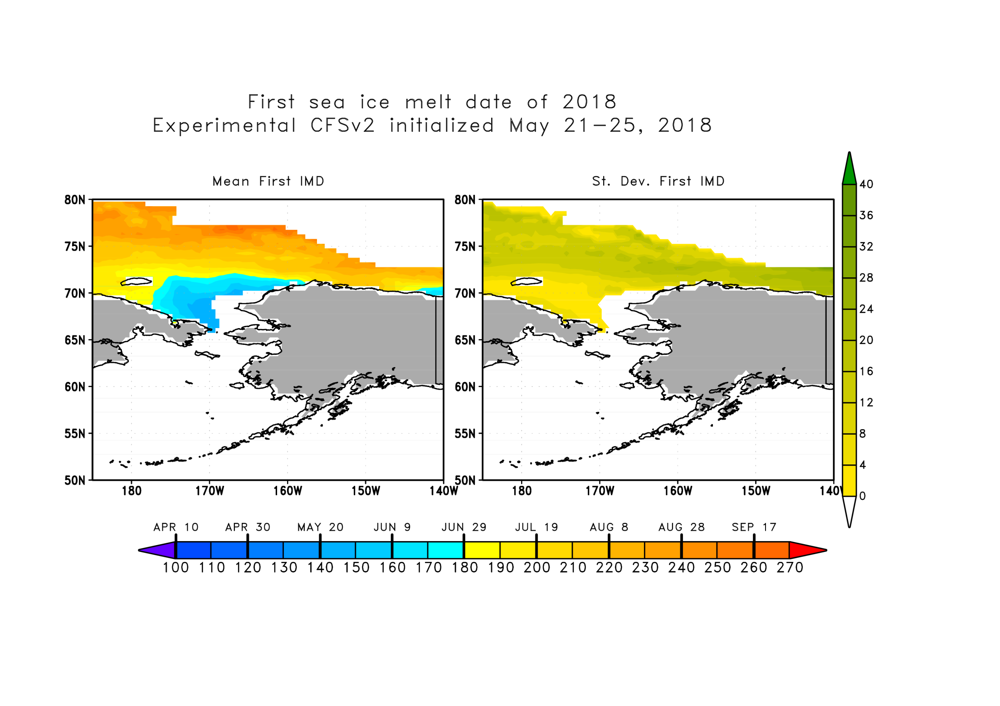 First sea ice melt date of 2018
Experimental CFSv2 initialized May 21-25, 2018
Mean First IMD
St. Dev. First IMD
80N
75N
70N
65N
60N
55N
50N
180 170W 160W 150W 140W
80N
75N
70N
65N
60N
55N
50N
180 170W 160W 150W 140W
40
36
32
28
24
20
16
12
8
4
0
APR 10 APR 30 MAY 20 JUN 9 JUN 29 JUL 19 AUG 8 AUG 28 SEP 17
100 110 120 130 140 150 160 170 180 190 200 210 220 230 240 250 260 270